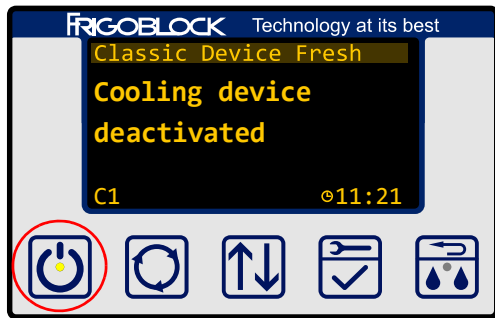 FRIGOBLOCK Technology at its best
Classic Device Fresh
Cooling device
deactivated
C1 11:21